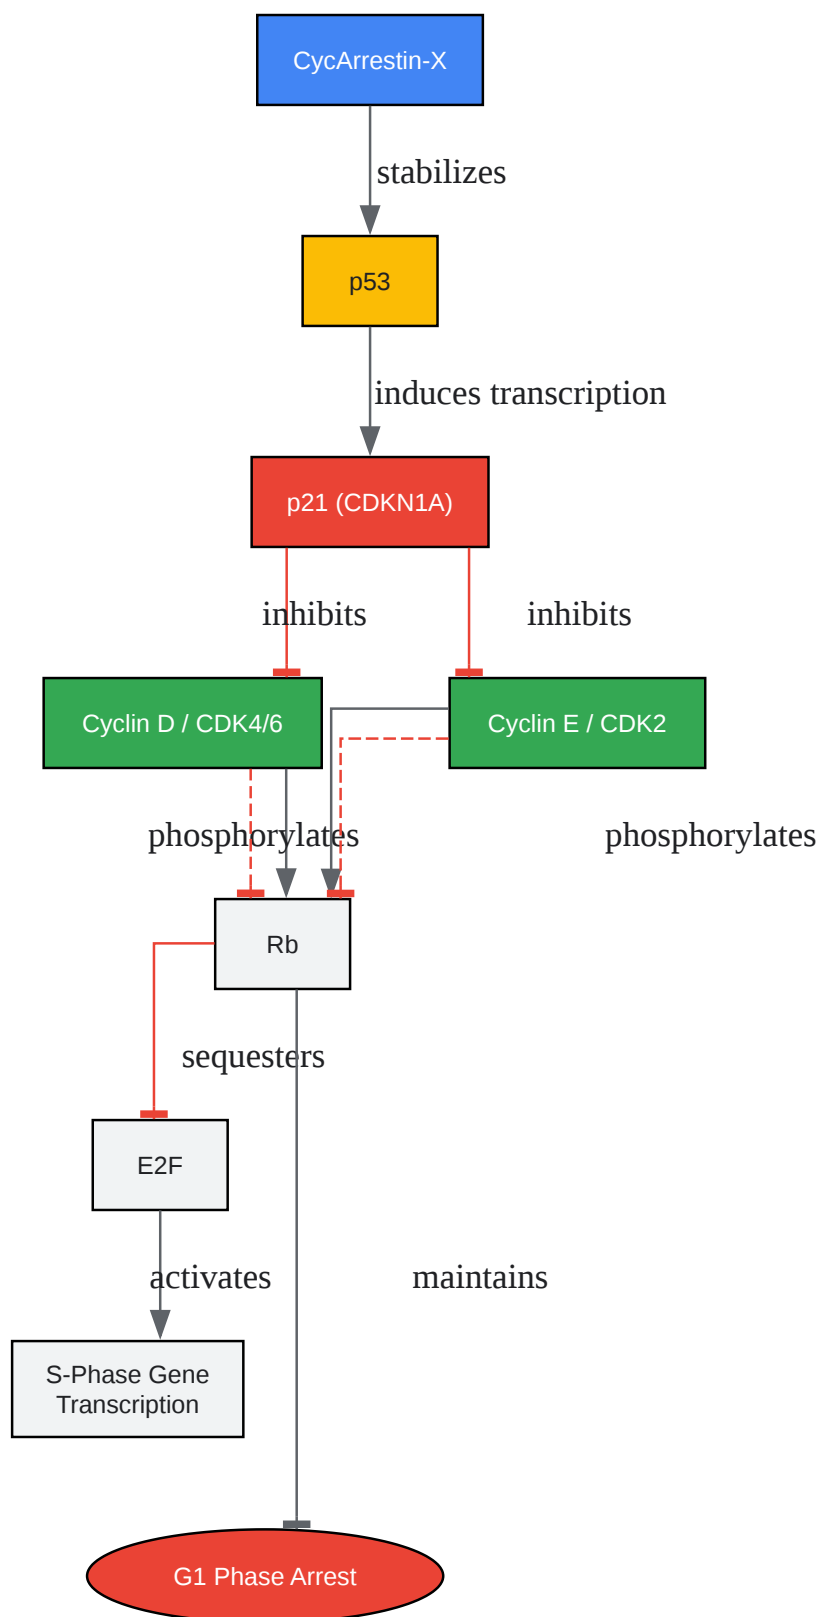 CycArrestin-X
stabilizes
p53
induces transcription
p21 (CDKN1A)
inhibits
inhibits
Cyclin D / CDK4/6
Cyclin E / CDK2
phosphorylates
phosphorylates
Rb
sequesters
E2F
activates
maintains
S-Phase Gene
Transcription
G1 Phase Arrest